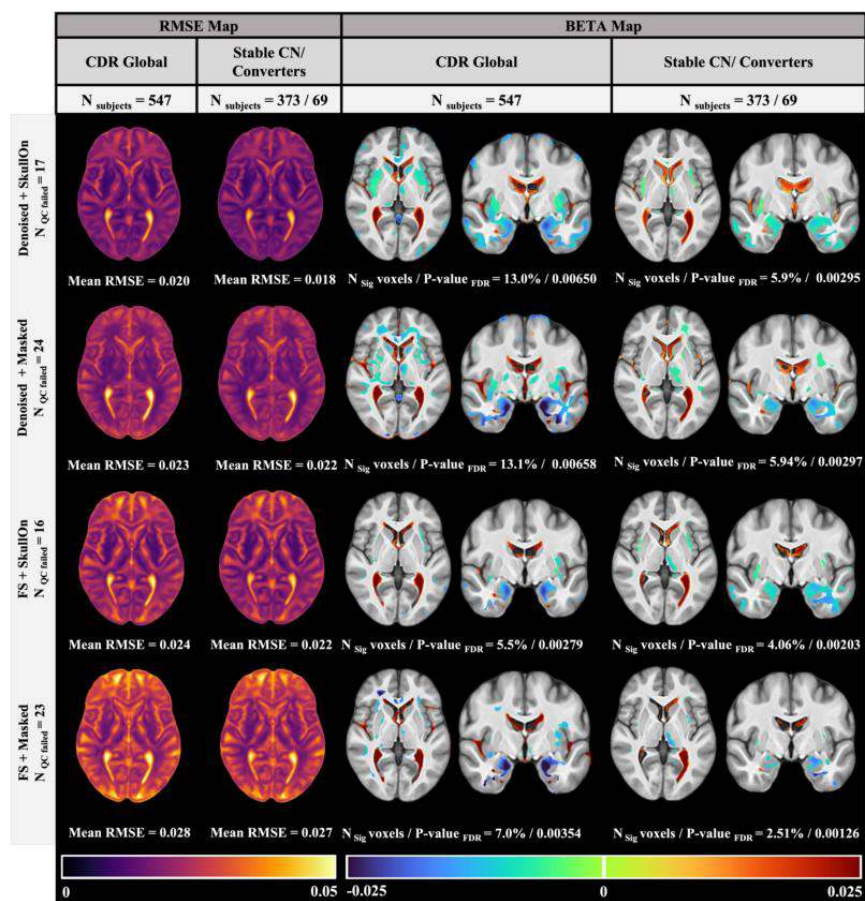 RMSE Map BETA Map
CDR Global Stable CN/ Converters CDR Global Stable CN/ Converters
N subjects = 547 N subjects = 373 / 69 N subjects = 547 N subjects = 373 / 69
Denoised + SkullOn
N QC failed = 17
Mean RMSE = 0.020 Mean RMSE = 0.018 N Sig voxels / P-value FDR = 13.0% / 0.00650 N Sig voxels / P-value FDR = 5.9% / 0.00295
Denoised + Masked
N QC failed = 24
Mean RMSE = 0.023 Mean RMSE = 0.022 N Sig voxels / P-value FDR = 13.1% / 0.00658 N Sig voxels / P-value FDR = 5.94% / 0.00297
FS + SkullOn
N QC failed = 16
Mean RMSE = 0.024 Mean RMSE = 0.022 N Sig voxels / P-value FDR = 5.5% / 0.00279 N Sig voxels / P-value FDR = 4.06% / 0.00203
FS + Masked
N QC failed = 23
Mean RMSE = 0.028 Mean RMSE = 0.027 N Sig voxels / P-value FDR = 7.0% / 0.00354 N Sig voxels / P-value FDR = 2.51% / 0.00126
0 0.05 -0.025 0 0.025